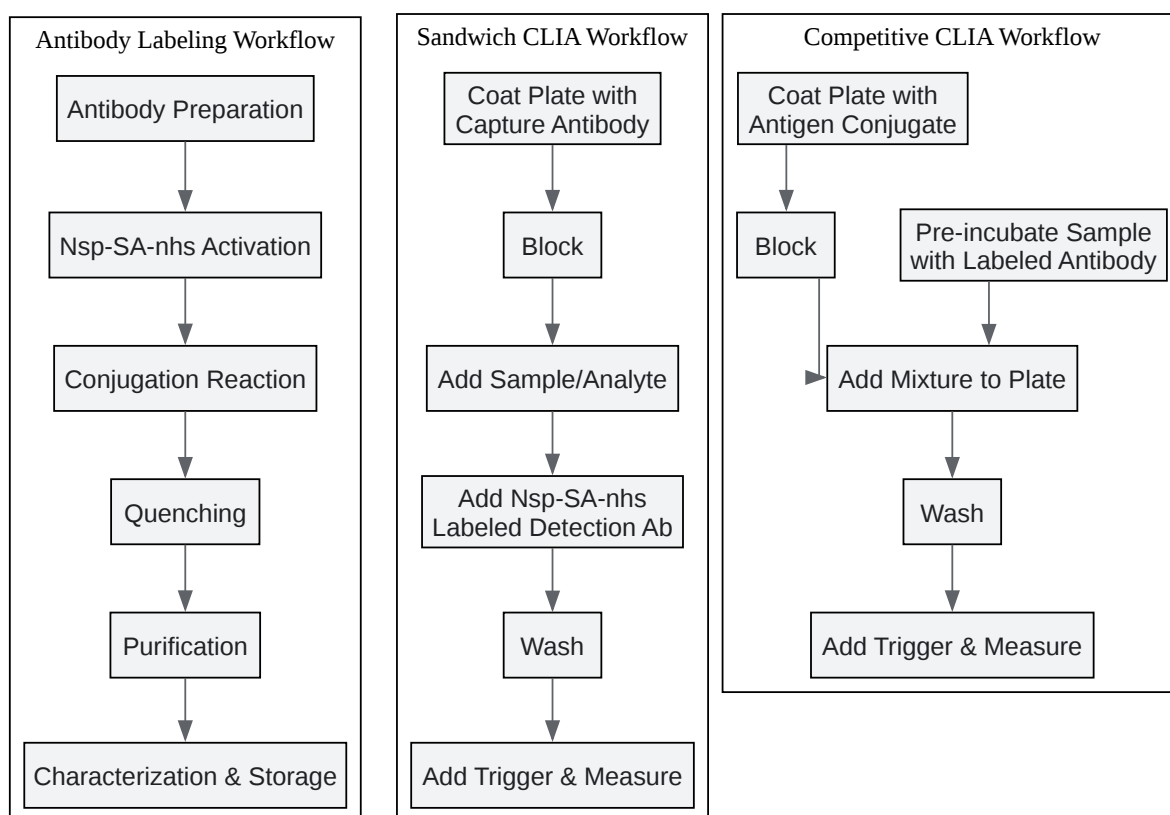 Antibody Labeling Workflow
Antibody Preparation
Nsp-SA-nhs Activation
Conjugation Reaction
Quenching
Purification
Characterization & Storage
Sandwich CLIA Workflow
Coat Plate with
Capture Antibody
Block
Add Sample/Analyte
Add Nsp-SA-nhs
Labeled Detection Ab
Wash
Add Trigger & Measure
Competitive CLIA Workflow
Coat Plate with
Antigen Conjugate
Block
Pre-incubate Sample
with Labeled Antibody
Add Mixture to Plate
Wash
Add Trigger & Measure